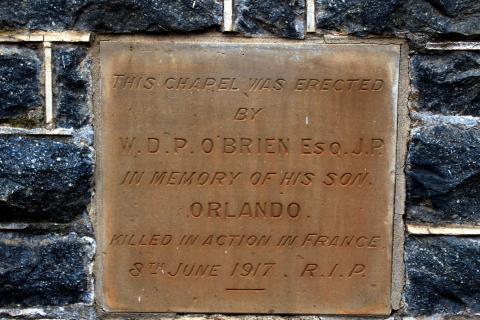 THIS CHAPEL WAS ERECTED
BY
W.D.P. O'BRIEN ESQ. J.P.
IN MEMORY OF HIS SON.
ORLANDO.
KILLED IN ACTION IN FRANCE.
8TH JUNE 1917. R.I.P.